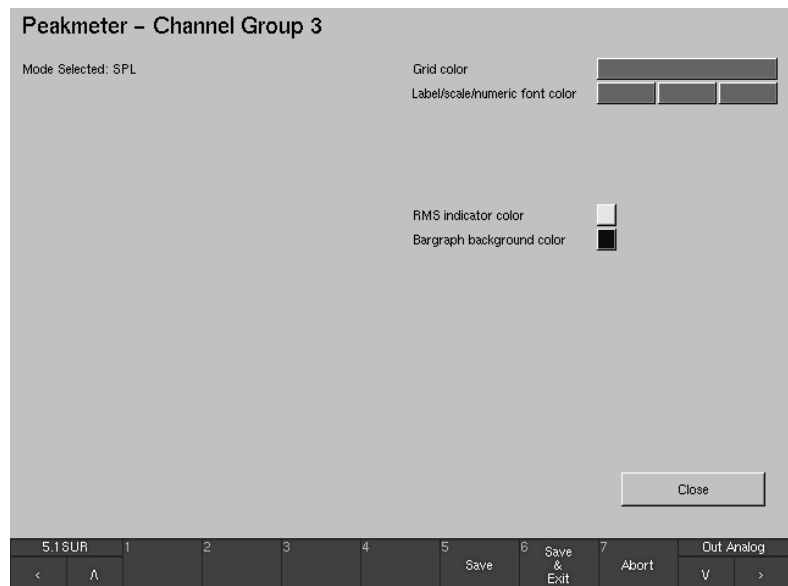 Peakmeter – Channel Group 3
Mode Selected: SPL
Grid color
Label/scale/numeric font color
RMS indicator color
Bargraph background color
Close
5.1SUR 1 2 3 4 5 Save 6 Save & Exit 7 Abort Out Analog
< Λ V >